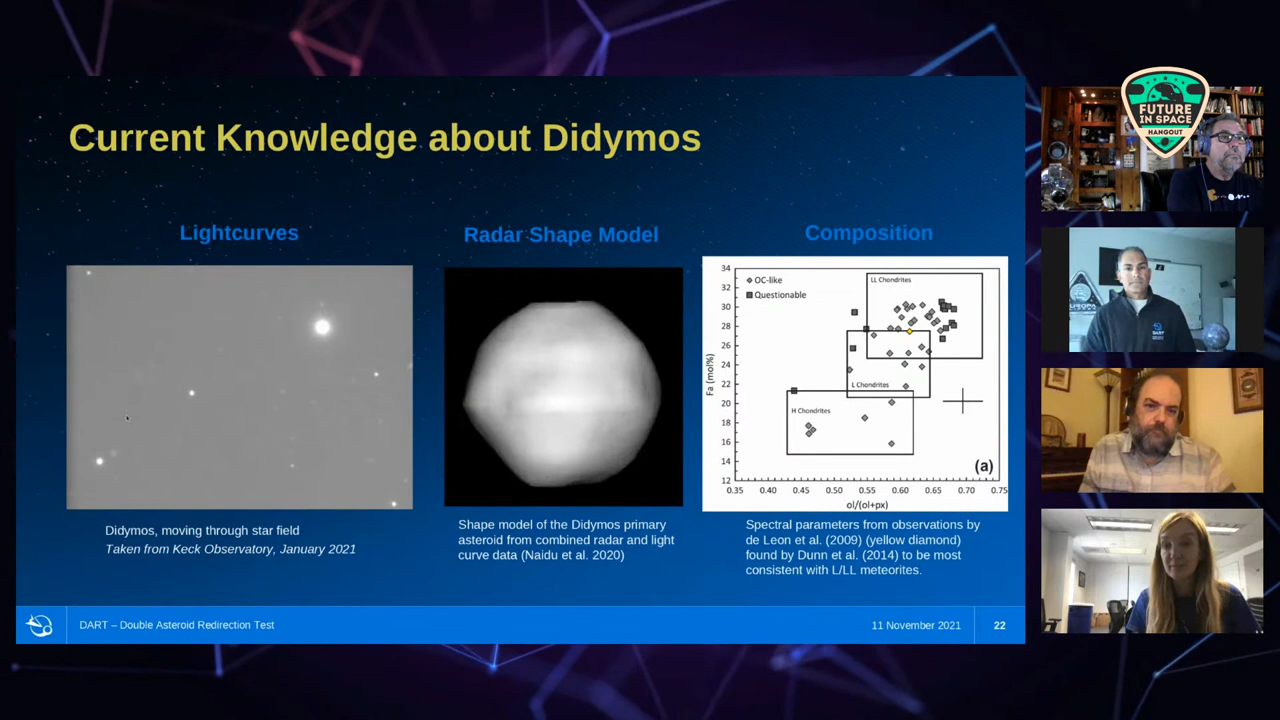 Current Knowledge about Didymos
Lightcurves
Radar Shape Model
Composition
34
32
30
28
26
24
22
20
18
16
14
12
Fa (mol%)
OC-like
Questionable
LL Chondrites
L Chondrites
H Chondrites
(a)
0.35 0.40 0.45 0.50 0.55 0.60 0.65 0.70 0.75
ol/(ol+px)
Didymos, moving through star field
Taken from Keck Observatory, January 2021
Shape model of the Didymos primary
asteroid from combined radar and light
curve data (Naidu et al. 2020)
Spectral parameters from observations by
de Leon et al. (2009) (yellow diamond)
found by Dunn et al. (2014) to be most
consistent with L/LL meteorites.
DART – Double Asteroid Redirection Test
11 November 2021
22
FUTURE
IN SPACE
HANGOUT
DART